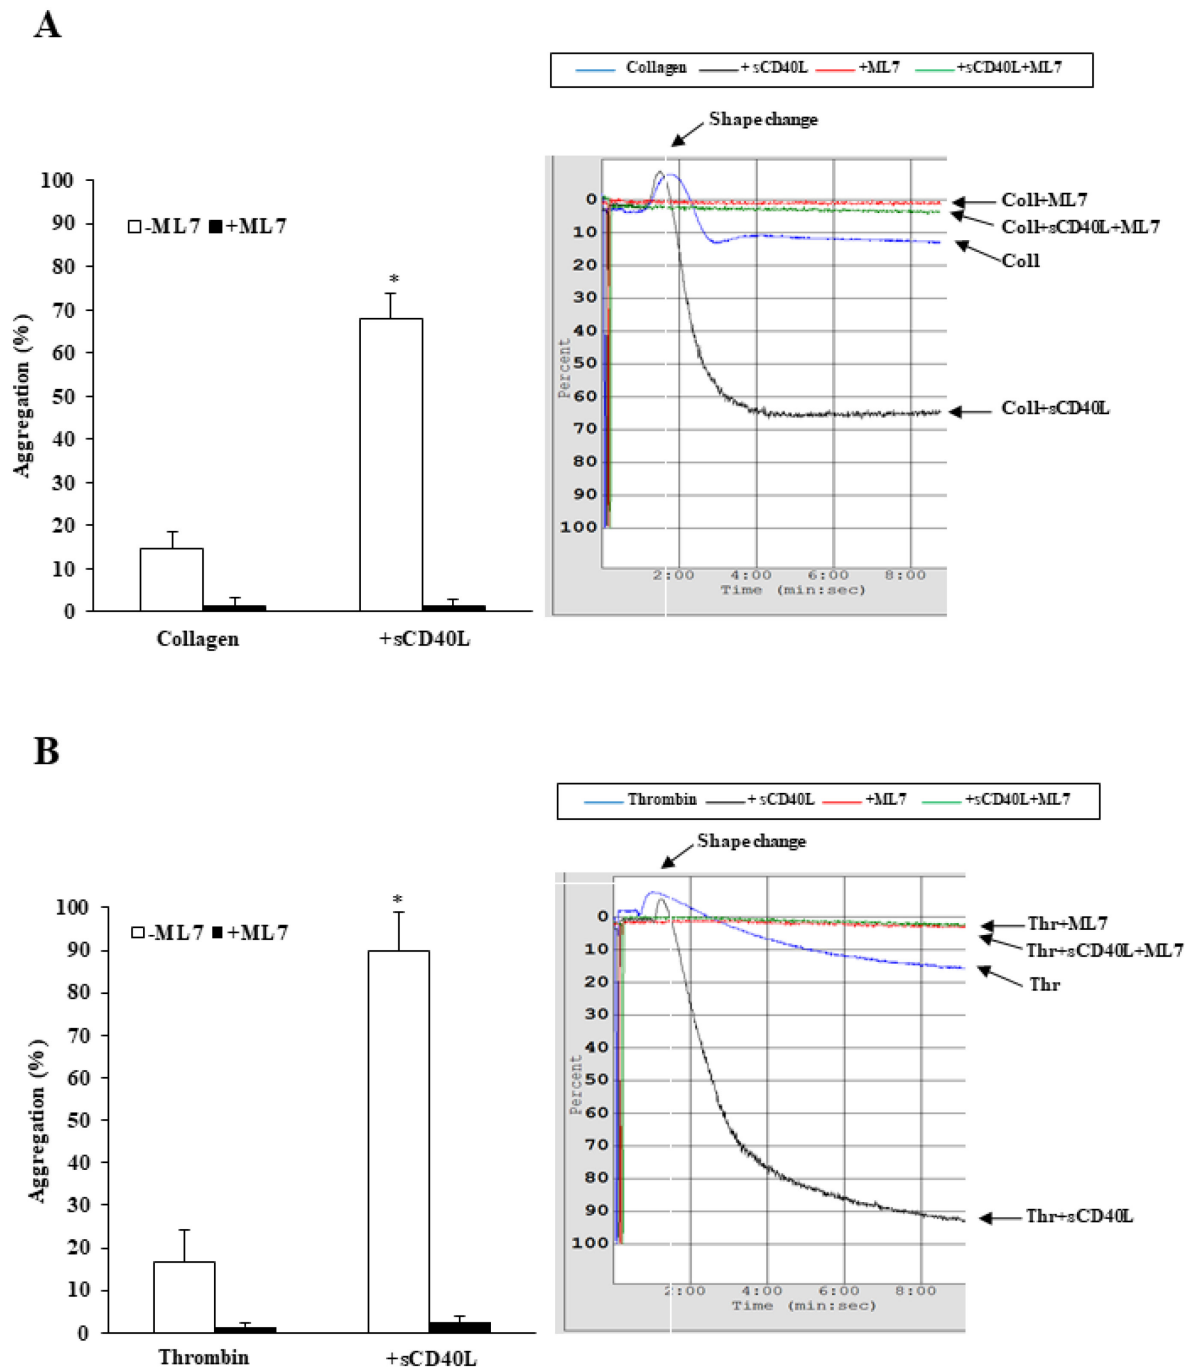 A
Collagen + sCD40L +ML7 +sCD40L+ML7
Shape change
-ML7 +ML7
*
100
90
80
70
60
50
40
30
20
10
0
Aggregation (%)
Collagen +sCD40L
0
10
20
30
40
50
60
70
80
90
100
Percent
2:00 4:00 6:00 8:00
Time (min:sec)
Coll+ML7
Coll+sCD40L+ML7
Coll
Coll+sCD40L
B
Thrombin + sCD40L +ML7 +sCD40L+ML7
Shape change
-ML7 +ML7
*
100
90
80
70
60
50
40
30
20
10
0
Aggregation (%)
Thrombin +sCD40L
0
10
20
30
40
50
60
70
80
90
100
Percent
2:00 4:00 6:00 8:00
Time (min:sec)
Thr+ML7
Thr+sCD40L+ML7
Thr
Thr+sCD40L